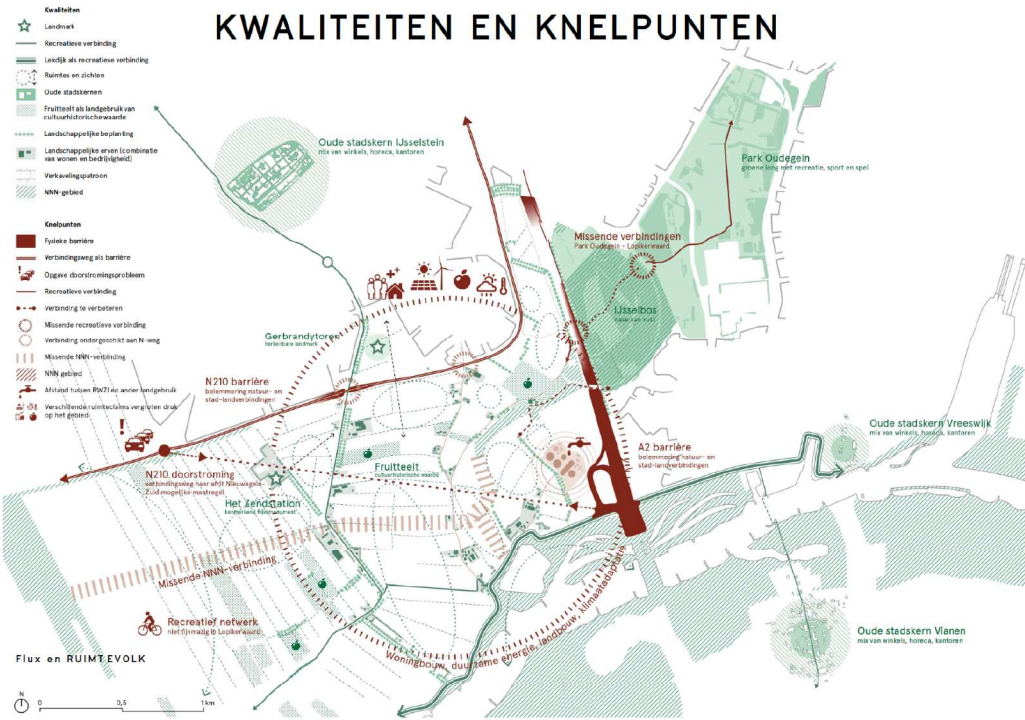 KWALITEITEN EN KNELPUNTEN
Kwaliteiten
Landmark
Recreatieve verbinding
Lekdijk als recreatieve verbinding
Ruimtes en zichten
Oude stadskernen
Fruitteelt als landgebruik van
cultuurhistorische waarde
Landschappelijke beplanting
Landschappelijke erven (combinatie
van wonen en bedrijvigheid)
Verkavelingspatroon
NNN-gebied
Knelpunten
Fysieke barrière
Verbindingsweg als barrière
Opgave doorstromingsprobleem
Recreatieve verbinding
Verbinding te verbeteren
Missende recreatieve verbinding
Verbinding ondergeschikt aan N-weg
Missende NNN-verbinding
NNN gebied
Afstand tussen RWZI en ander landgebruik
Verschillende ruimteclaims vergroten druk
op het gebied
Oude stadskern IJsselstein
mix van winkels, horeca, kantoren
Park Oudegein
groene long met recreatie, sport en spel
Missende verbindingen
Park Oudegein - Lopikerwaard
IJsselbos
Gerbrandytoren
herkenbare landmark
N210 barrière
belemmering natuur- en
stad-landverbindingen
!
N210 doorstroming
verbindingsweg naar afrit Nieuwegein-
Zuid mogelijke maatregel
Fruitteelt
cultuurhistorische waarde
A2 barrière
belemmering natuur- en
stad-landverbindingen
Oude stadskern Vreeswijk
mix van winkels, horeca, kantoren
Het Zendstation
Missende NNN-verbinding
Recreatief netwerk
niet fijnmazig in Lopikerwaard
Woningbouw, duurzame energie, landbouw, klimaatadaptatie
Oude stadskern Vianen
mix van winkels, horeca, kantoren
Flux en RUIMTEVOLK
N
0 0,5 1km